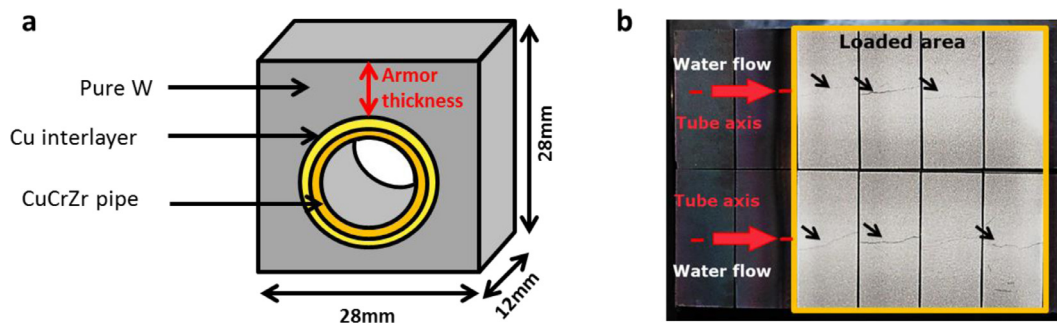 a
Pure W
Cu interlayer
CuCrZr pipe
Armor
thickness
28mm
12mm
28mm
b
Loaded area
Water flow
Tube axis
Tube axis
Water flow